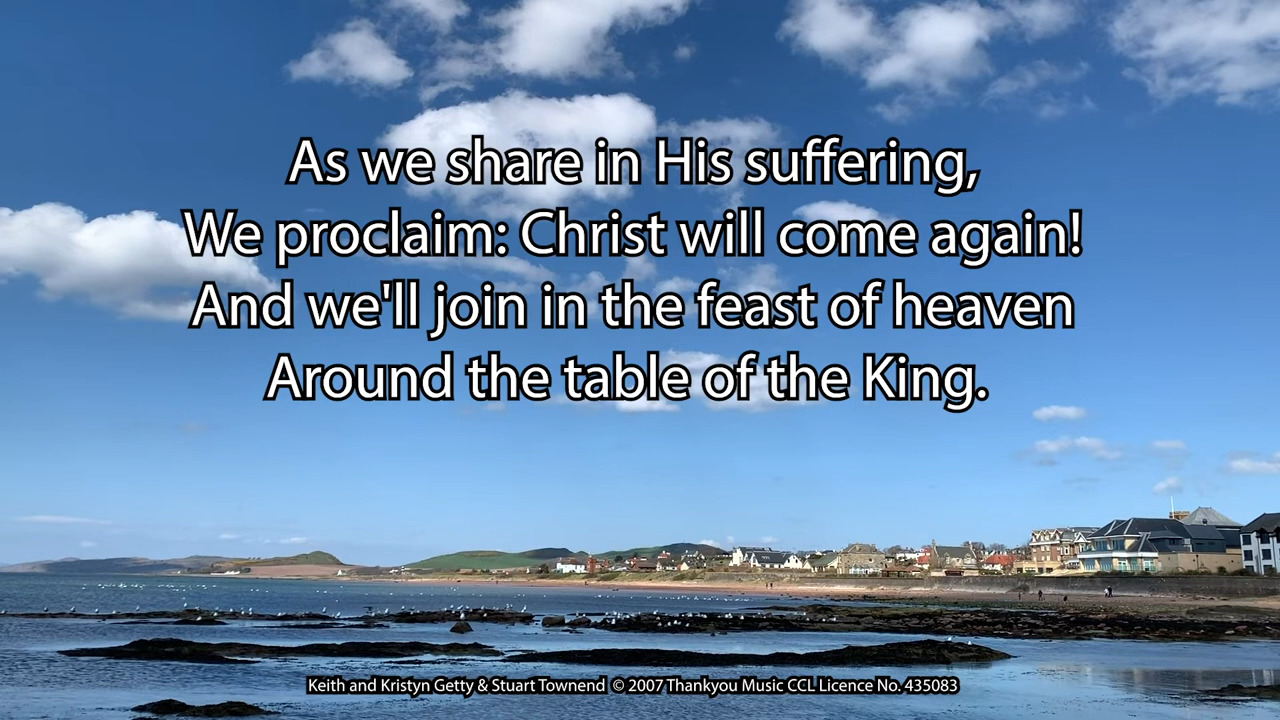 As we share in His suffering,
We proclaim: Christ will come again!
And we'll join in the feast of heaven
Around the table of the King.
Keith and Kristyn Getty & Stuart Townend © 2007 Thankyou Music CCL Licence No. 435083